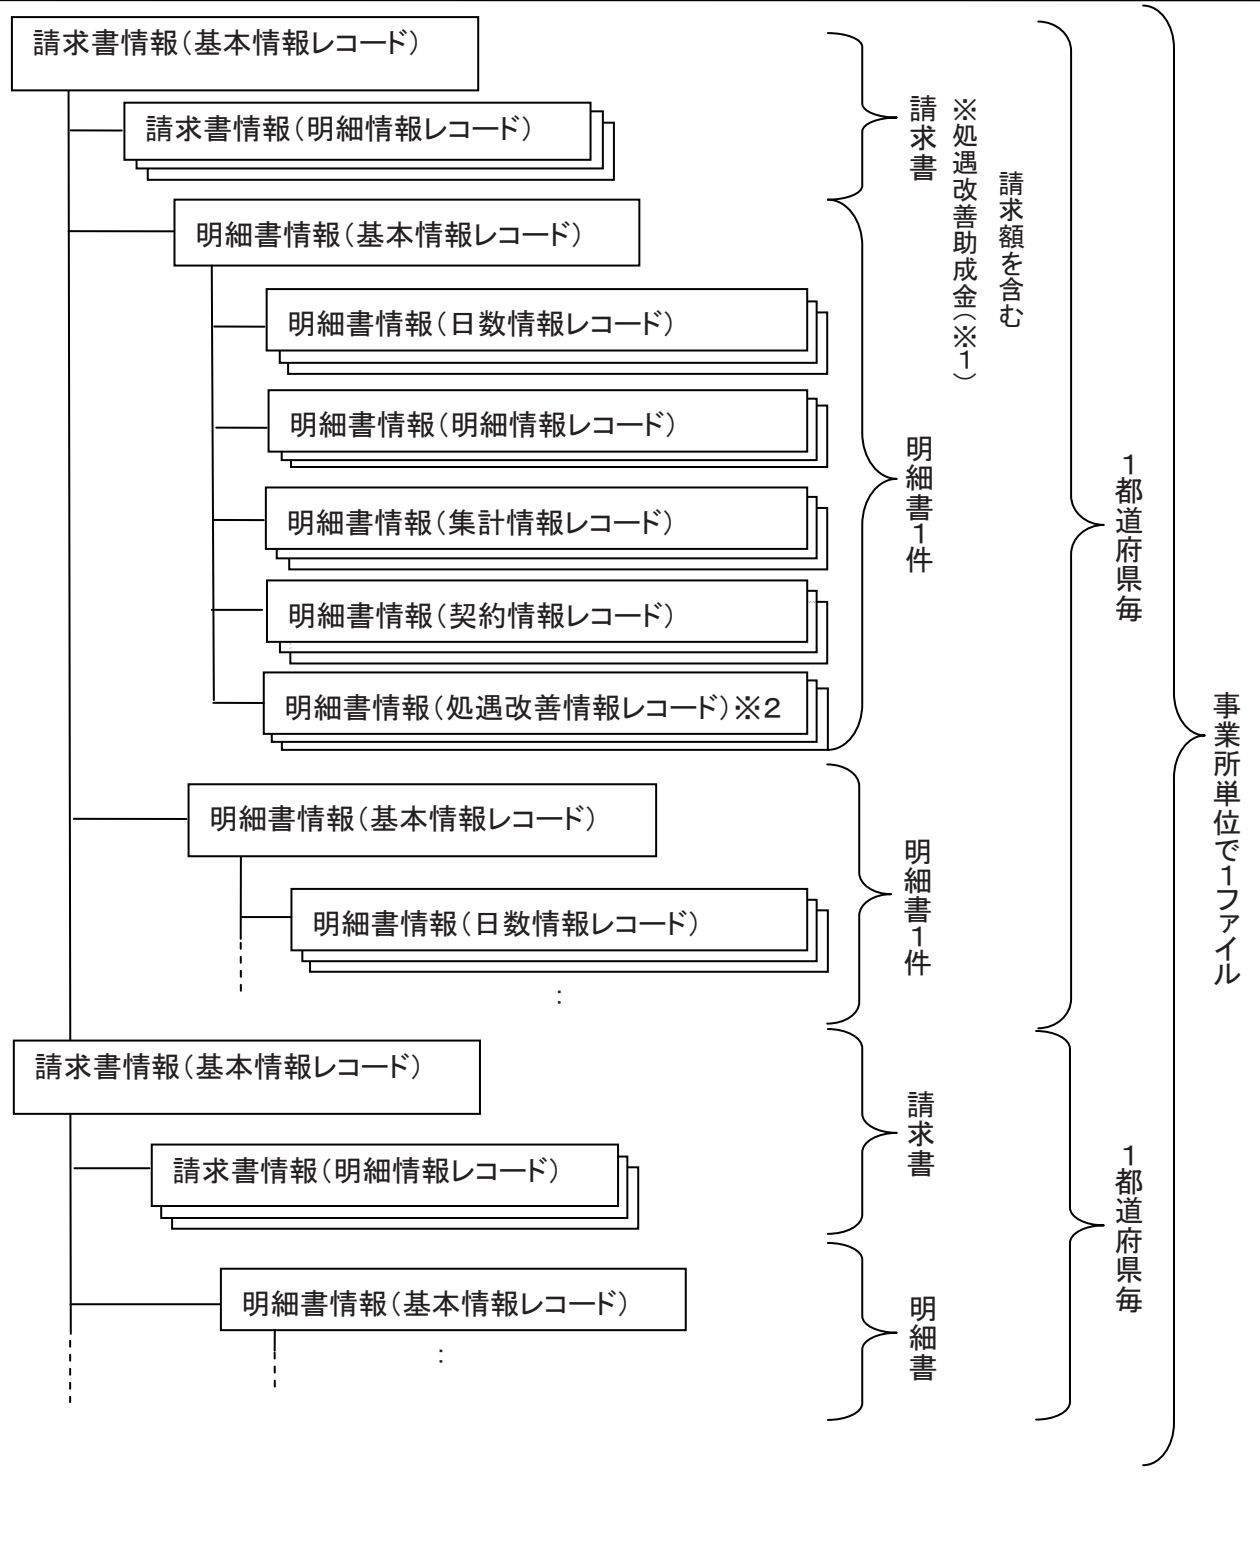 請求書情報（基本情報レコード）
請求書情報（明細情報レコード）
明細書情報（基本情報レコード）
明細書情報（日数情報レコード）
明細書情報（明細情報レコード）
明細書情報（集計情報レコード）
明細書情報（契約情報レコード）
明細書情報（処遇改善情報レコード）※２
明細書情報（基本情報レコード）
明細書情報（日数情報レコード）
：
請求書情報（基本情報レコード）
請求書情報（明細情報レコード）
明細書情報（基本情報レコード）
：
請求書
※処遇改善助成金（※１）
請求額を含む
明細書１件
明細書１件
請求書
明細書
１都道府県毎
１都道府県毎
事業所単位で１ファイル